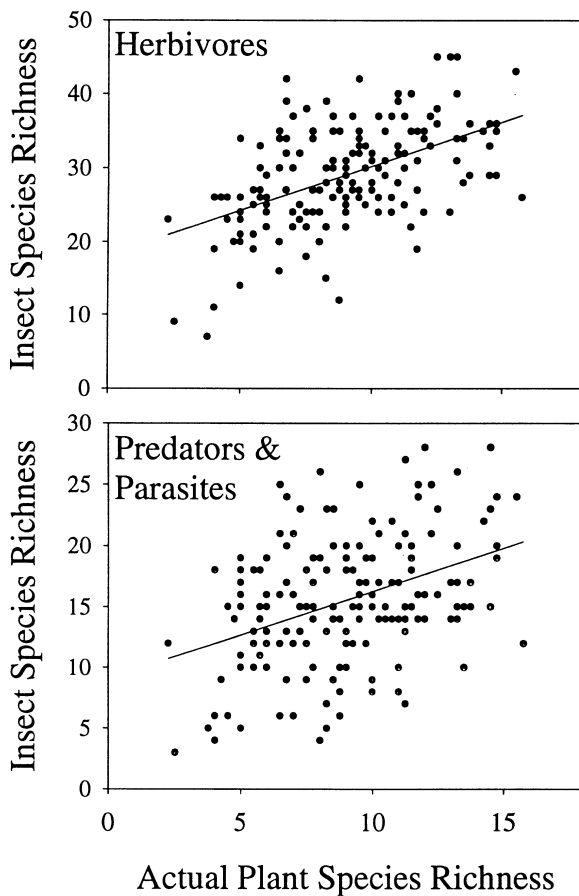 50
Herbivores
40
30
20
10
0
Insect Species Richness
30
Predators &
Parasites
25
20
15
10
5
0
Insect Species Richness
0 5 10 15
Actual Plant Species Richness